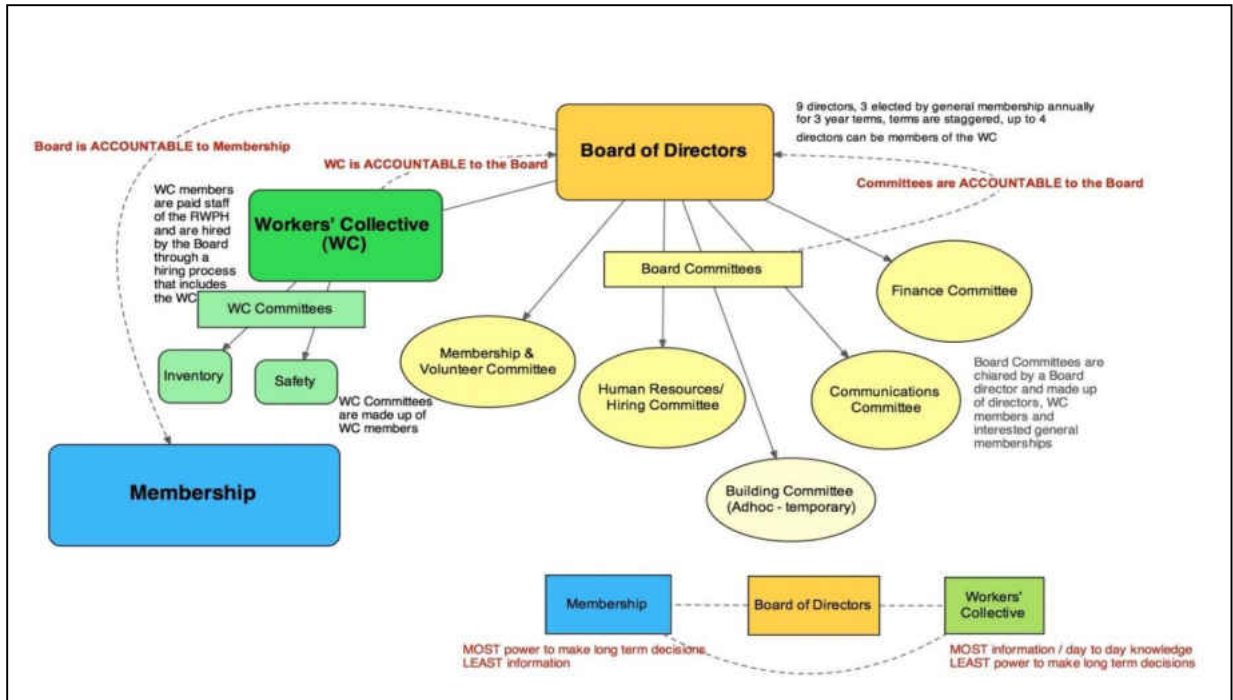 9 directors, 3 elected by general membership annually
for 3 year terms, terms are staggered, up to 4
directors can be members of the WC
Board is ACCOUNTABLE to Membership
WC is ACCOUNTABLE to the Board
Board of Directors
Committees are ACCOUNTABLE to the Board
WC members
are paid staff
of the RWPH
and are hired
by the Board
through a
hiring process
that includes
the WC
Workers' Collective
(WC)
WC Committees
Inventory
Safety
WC Committees
are made up of
WC members
Board Committees
Finance Committee
Membership &
Volunteer Committee
Human Resources/
Hiring Committee
Communications
Committee
Board Committees are
chiared by a Board
director and made up
of directors, WC
members and
interested general
memberships
Building Committee
(Adhoc - temporary)
Membership
Membership
Board of Directors
Workers'
Collective
MOST power to make long term decisions
LEAST information
MOST information / day to day knowledge
LEAST power to make long term decisions